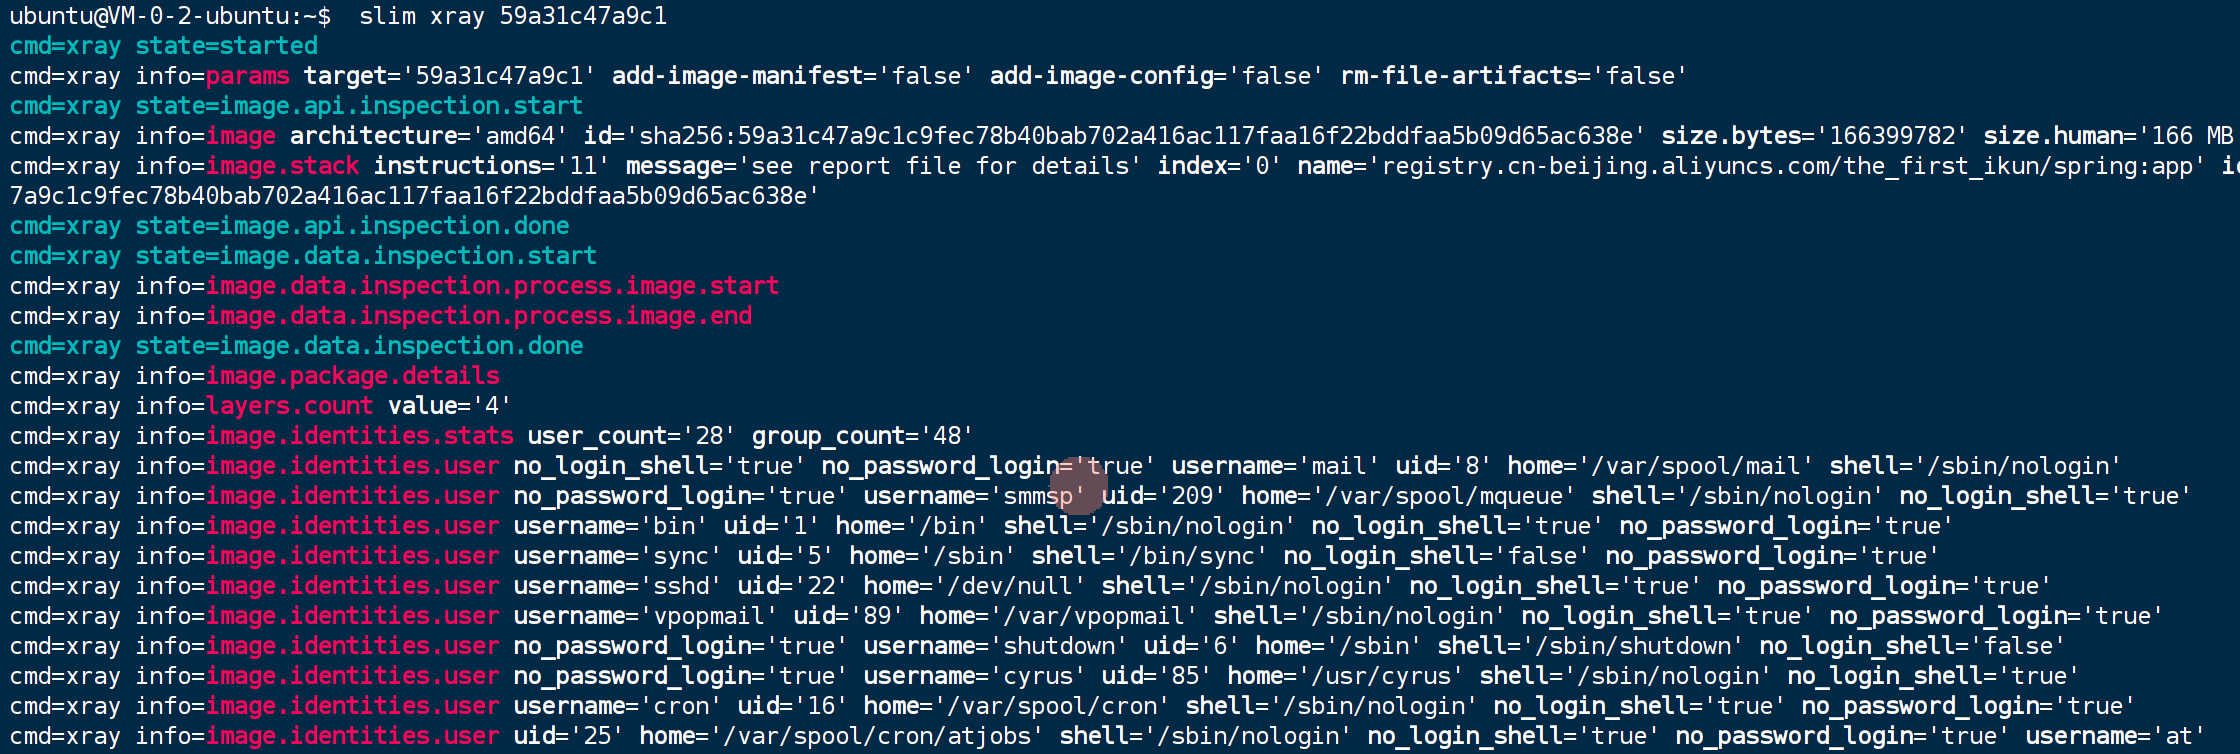 ubuntu@VM-0-2-ubuntu:~$  slim xray 59a31c47a9c1
cmd=xray state=started
cmd=xray info=params target='59a31c47a9c1' add-image-manifest='false' add-image-config='false' rm-file-artifacts='false'
cmd=xray state=image.api.inspection.start
cmd=xray info=image architecture='amd64' id='sha256:59a31c47a9c1c9fec78b40bab702a416ac117faa16f22bddfaa5b09d65ac638e' size.bytes='166399782' size.human='166 MB
cmd=xray info=image.stack instructions='11' message='see report file for details' index='0' name='registry.cn-beijing.aliyuncs.com/the_first_ikun/spring:app' i
7a9c1c9fec78b40bab702a416ac117faa16f22bddfaa5b09d65ac638e'
cmd=xray state=image.api.inspection.done
cmd=xray state=image.data.inspection.start
cmd=xray info=image.data.inspection.process.image.start
cmd=xray info=image.data.inspection.process.image.end
cmd=xray state=image.data.inspection.done
cmd=xray info=image.package.details
cmd=xray info=layers.count value='4'
cmd=xray info=image.identities.stats user_count='28' group_count='48'
cmd=xray info=image.identities.user no_login_shell='true' no_password_login='true' username='mail' uid='8' home='/var/spool/mail' shell='/sbin/nologin'
cmd=xray info=image.identities.user no_password_login='true' username='smmsp' uid='209' home='/var/spool/mqueue' shell='/sbin/nologin' no_login_shell='true'
cmd=xray info=image.identities.user username='bin' uid='1' home='/bin' shell='/sbin/nologin' no_login_shell='true' no_password_login='true'
cmd=xray info=image.identities.user username='sync' uid='5' home='/sbin' shell='/bin/sync' no_login_shell='false' no_password_login='true'
cmd=xray info=image.identities.user username='sshd' uid='22' home='/dev/null' shell='/sbin/nologin' no_login_shell='true' no_password_login='true'
cmd=xray info=image.identities.user username='vpopmail' uid='89' home='/var/vpopmail' shell='/sbin/nologin' no_login_shell='true' no_password_login='true'
cmd=xray info=image.identities.user no_password_login='true' username='shutdown' uid='6' home='/sbin' shell='/sbin/shutdown' no_login_shell='false'
cmd=xray info=image.identities.user no_password_login='true' username='cyrus' uid='85' home='/usr/cyrus' shell='/sbin/nologin' no_login_shell='true'
cmd=xray info=image.identities.user username='cron' uid='16' home='/var/spool/cron' shell='/sbin/nologin' no_login_shell='true' no_password_login='true'
cmd=xray info=image.identities.user uid='25' home='/var/spool/cron/atjobs' shell='/sbin/nologin' no_login_shell='true' no_password_login='true' username='at'